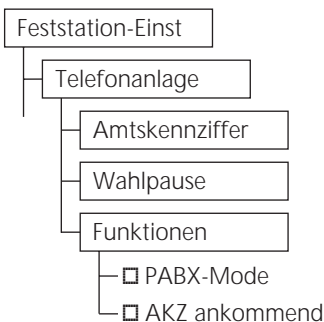 Feststation-Einst
Telefonanlage
Amtskennziffer
Wahlpause
Funktionen
PABX-Mode
AKZ ankommend